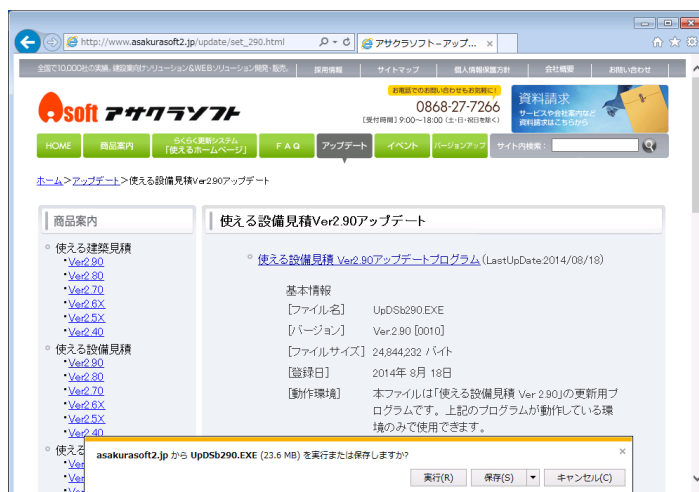 http://www.asakurasoft2.jp/update/set_290.html
アサクラソフト－アップ...
全国で10,000社の実績、建設業向けソリューション&WEBソリューション開発・販売。
採用情報
サイトマップ
個人情報保護方針
会社概要
お問い合わせ
Asoft アサクラソフト
お電話でのお問い合わせもお気軽に!
0868-27-7266
[受付時間] 9:00～18:00 (土・日・祝日を除く)
資料請求
サービスや会社案内など
資料請求はこちらから
HOME
商品案内
らくらく更新システム
「使えるホームページ」
ＦＡＱ
アップデート
イベント
バージョンアップ
サイト内検索：
ホーム＞アップデート＞使える設備見積Ver2.90アップデート
商品案内
使える建築見積
・Ver2.90
・Ver2.80
・Ver2.70
・Ver2.6X
・Ver2.5X
・Ver2.40
使える設備見積
・Ver2.90
・Ver2.80
・Ver2.70
・Ver2.6X
・Ver2.5X
・Ver2.40
使える
使える設備見積Ver2.90アップデート
使える設備見積 Ver2.90アップデートプログラム (LastUpDate:2014/08/18)
基本情報
[ファイル名] UpDSb290.EXE
[バージョン] Ver.2.90 [0010]
[ファイルサイズ] 24,844,232 バイト
[登録日] 2014年 8月 18日
[動作環境] 本ファイルは「使える設備見積 Ver 2.90」の更新用プ
ログラムです。上記のプログラムが動作している環
境のみで使用できます。
asakurasoft2.jp から UpDSb290.EXE (23.6 MB) を実行または保存しますか?
実行(R)
保存(S)
キャンセル(C)